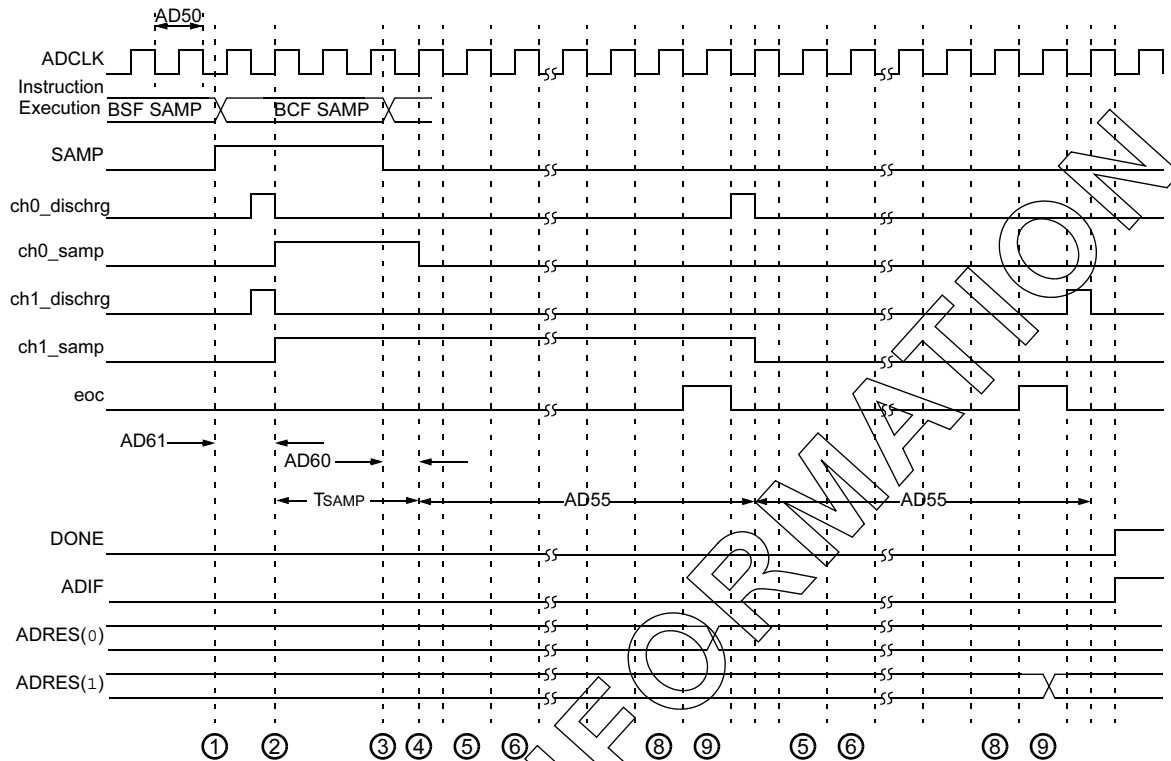 AD50
ADCLK
Instruction
Execution
BSF SAMP
BCF SAMP
SAMP
ch0_dischrg
ch0_samp
ch1_dischrg
ch1_samp
eoc
AD61
AD60
TSAMP
AD55
AD55
DONE
ADIF
ADRES(0)
ADRES(1)
1 2 3 4 5 6 8 9 5 6 8 9